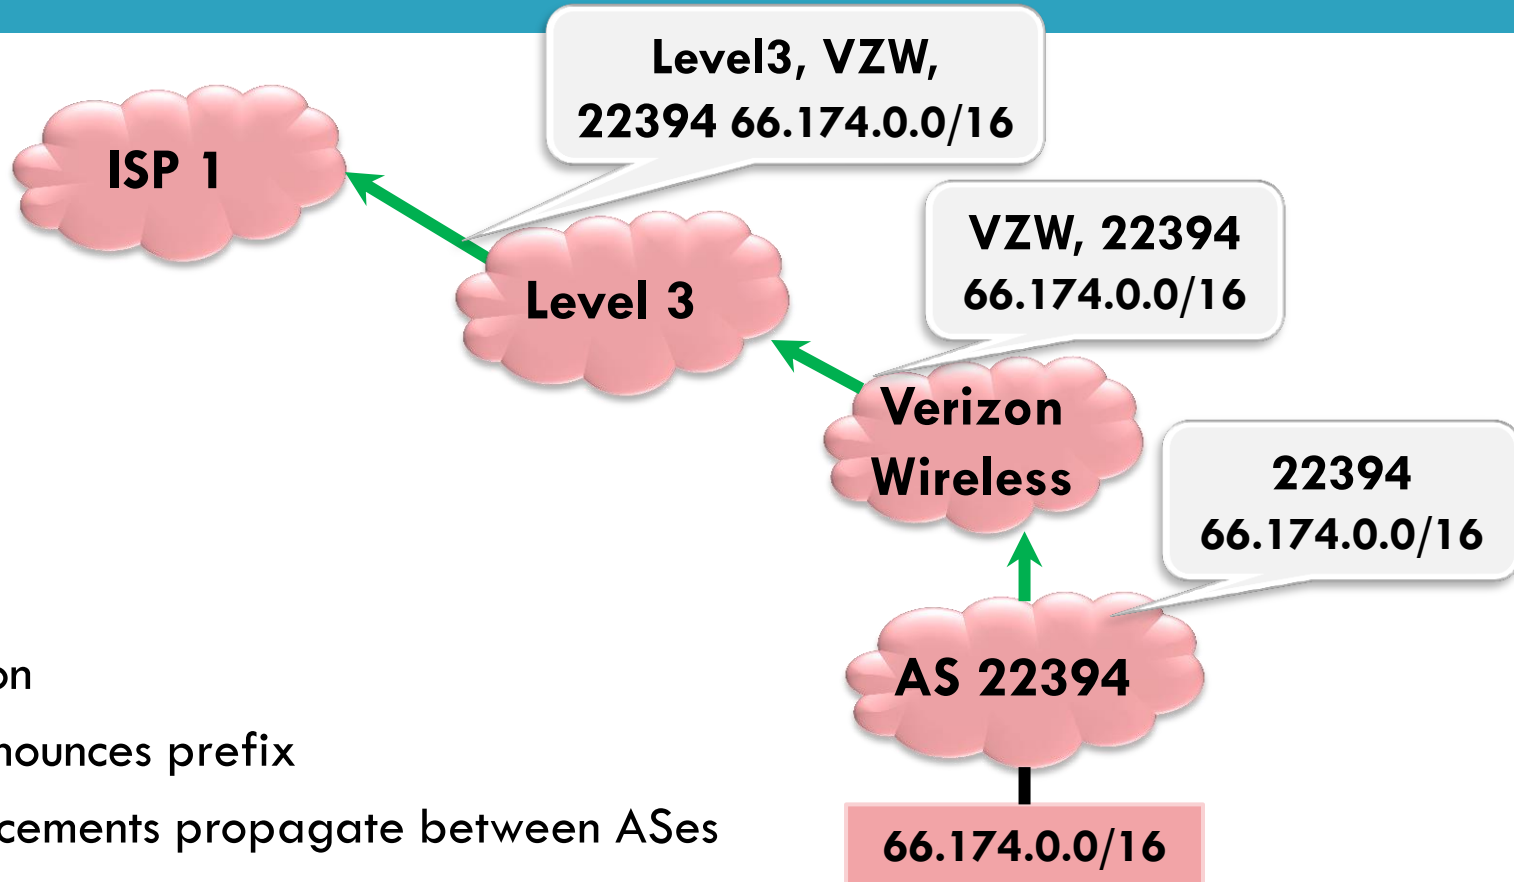 Level3, VZW,
22394 66.174.0.0/16
ISP 1
VZW, 22394
66.174.0.0/16
Level 3
Verizon
Wireless
22394
66.174.0.0/16
AS 22394
on
nounces prefix
cements propagate between ASes
66.174.0.0/16